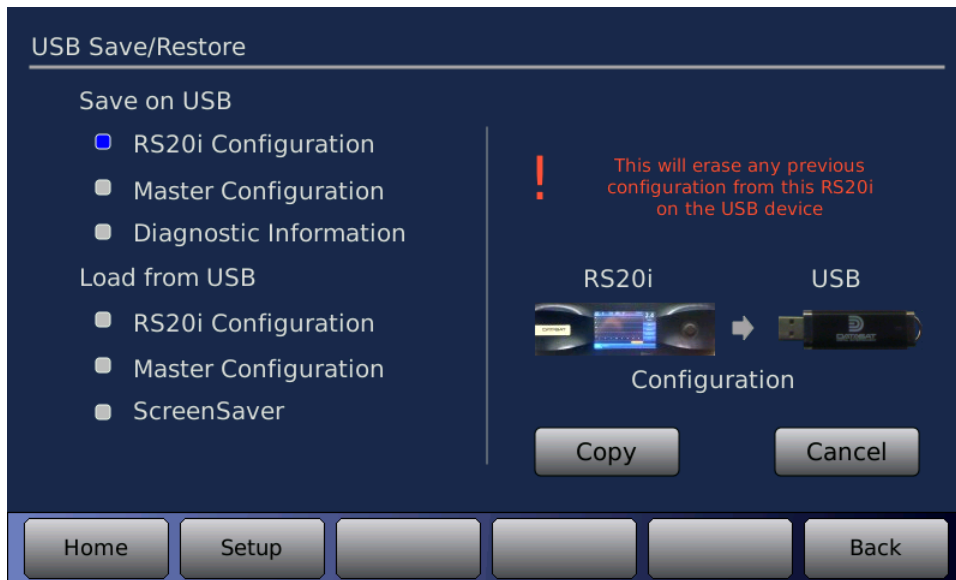 USB Save/Restore
Save on USB
RS20i Configuration
Master Configuration
Diagnostic Information
Load from USB
RS20i Configuration
Master Configuration
ScreenSaver
!
This will erase any previous
configuration from this RS20i
on the USB device
RS20i
USB
DATASAT
DATASAT
Configuration
Copy
Cancel
Home
Setup
Back